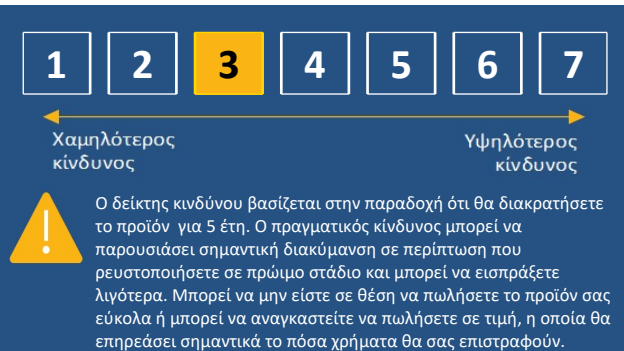 1 2 3 4 5 6 7
Χαμηλότερος Υψηλότερος
κίνδυνος κίνδυνος
Ο δείκτης κινδύνου βασίζεται στην παραδοχή ότι θα διακρατήσετε
το προϊόν για 5 έτη. Ο πραγματικός κίνδυνος μπορεί να
παρουσιάσει σημαντική διακύμανση σε περίπτωση που
ρευστοποιήσετε σε πρώιμο στάδιο και μπορεί να εισπράξετε
λιγότερα. Μπορεί να μην είστε σε θέση να πωλήσετε το προϊόν σας
εύκολα ή μπορεί να αναγκαστείτε να πωλήσετε σε τιμή, η οποία θα
επηρεάσει σημαντικά το πόσα χρήματα θα σας επιστραφούν.